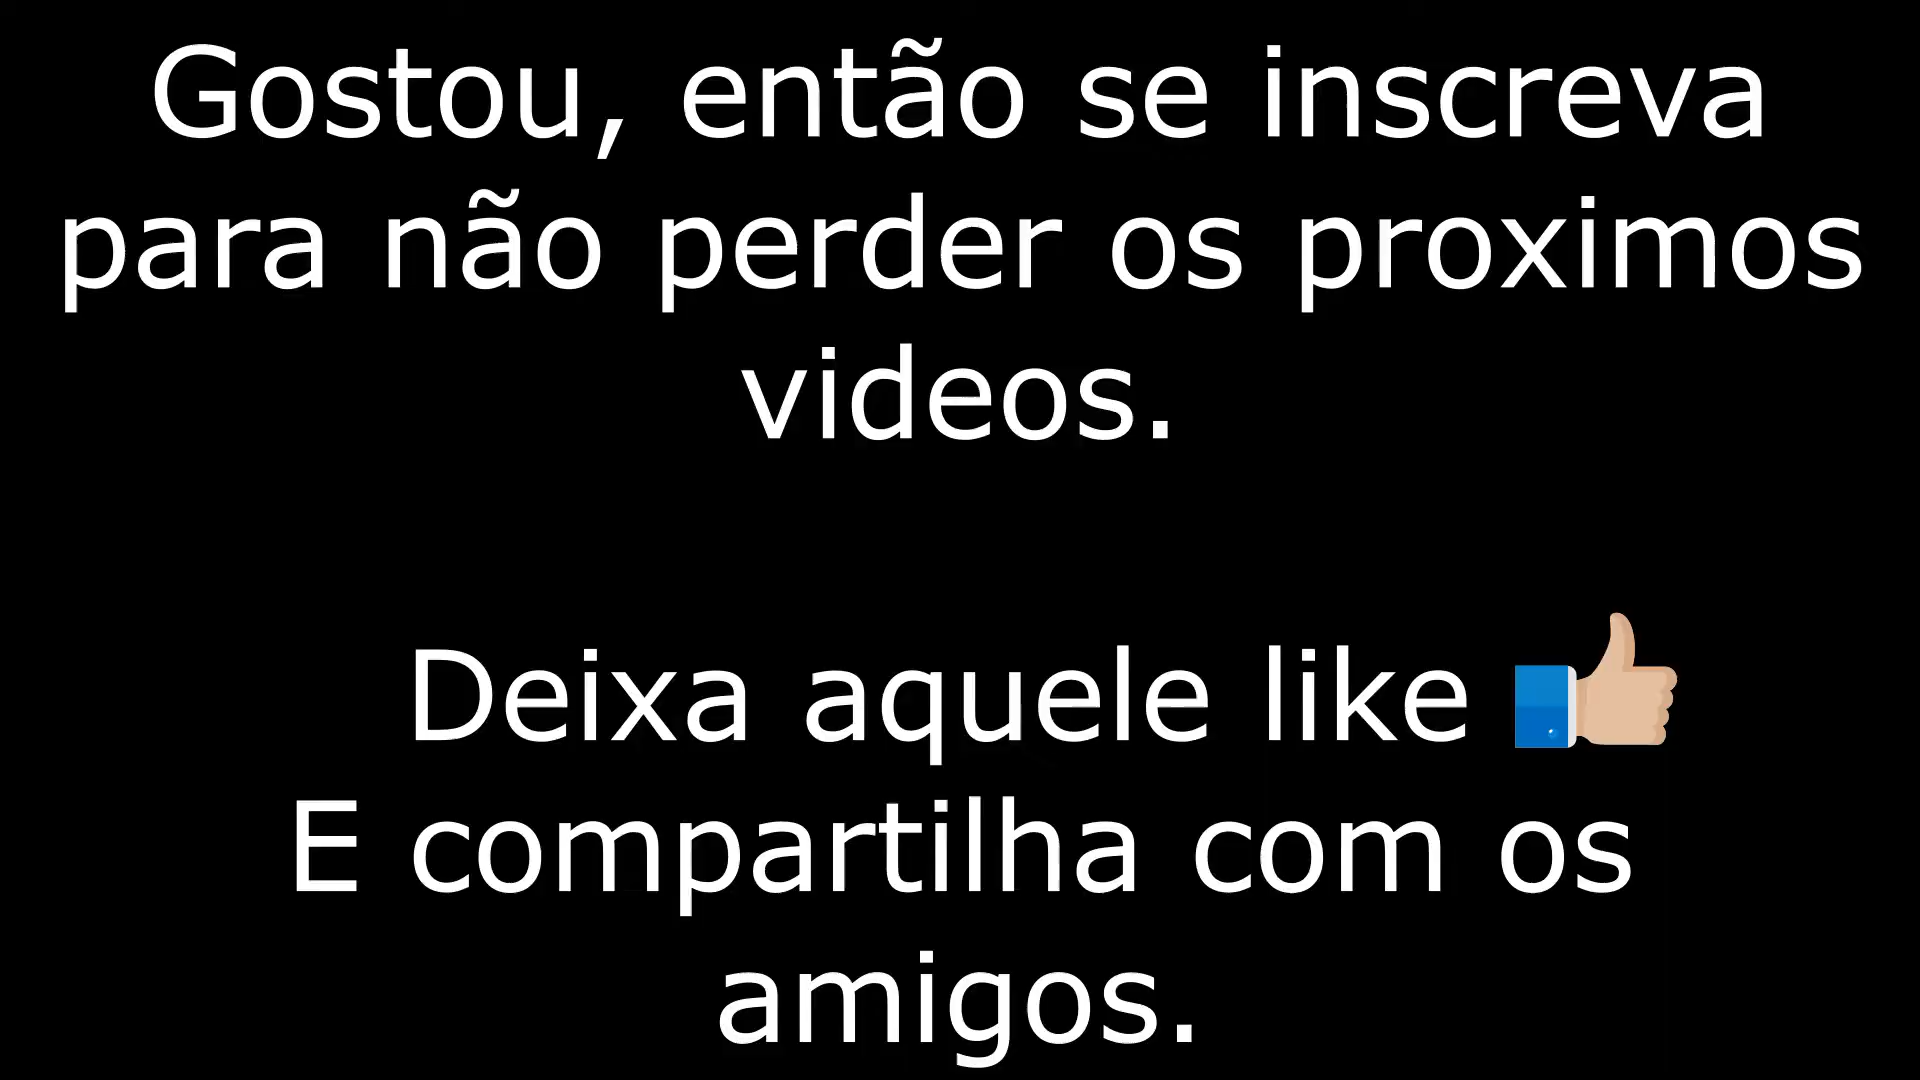 Gostou, então se inscreva
para não perder os proximos
videos.
Deixa aquele like
E compartilha com os
amigos.